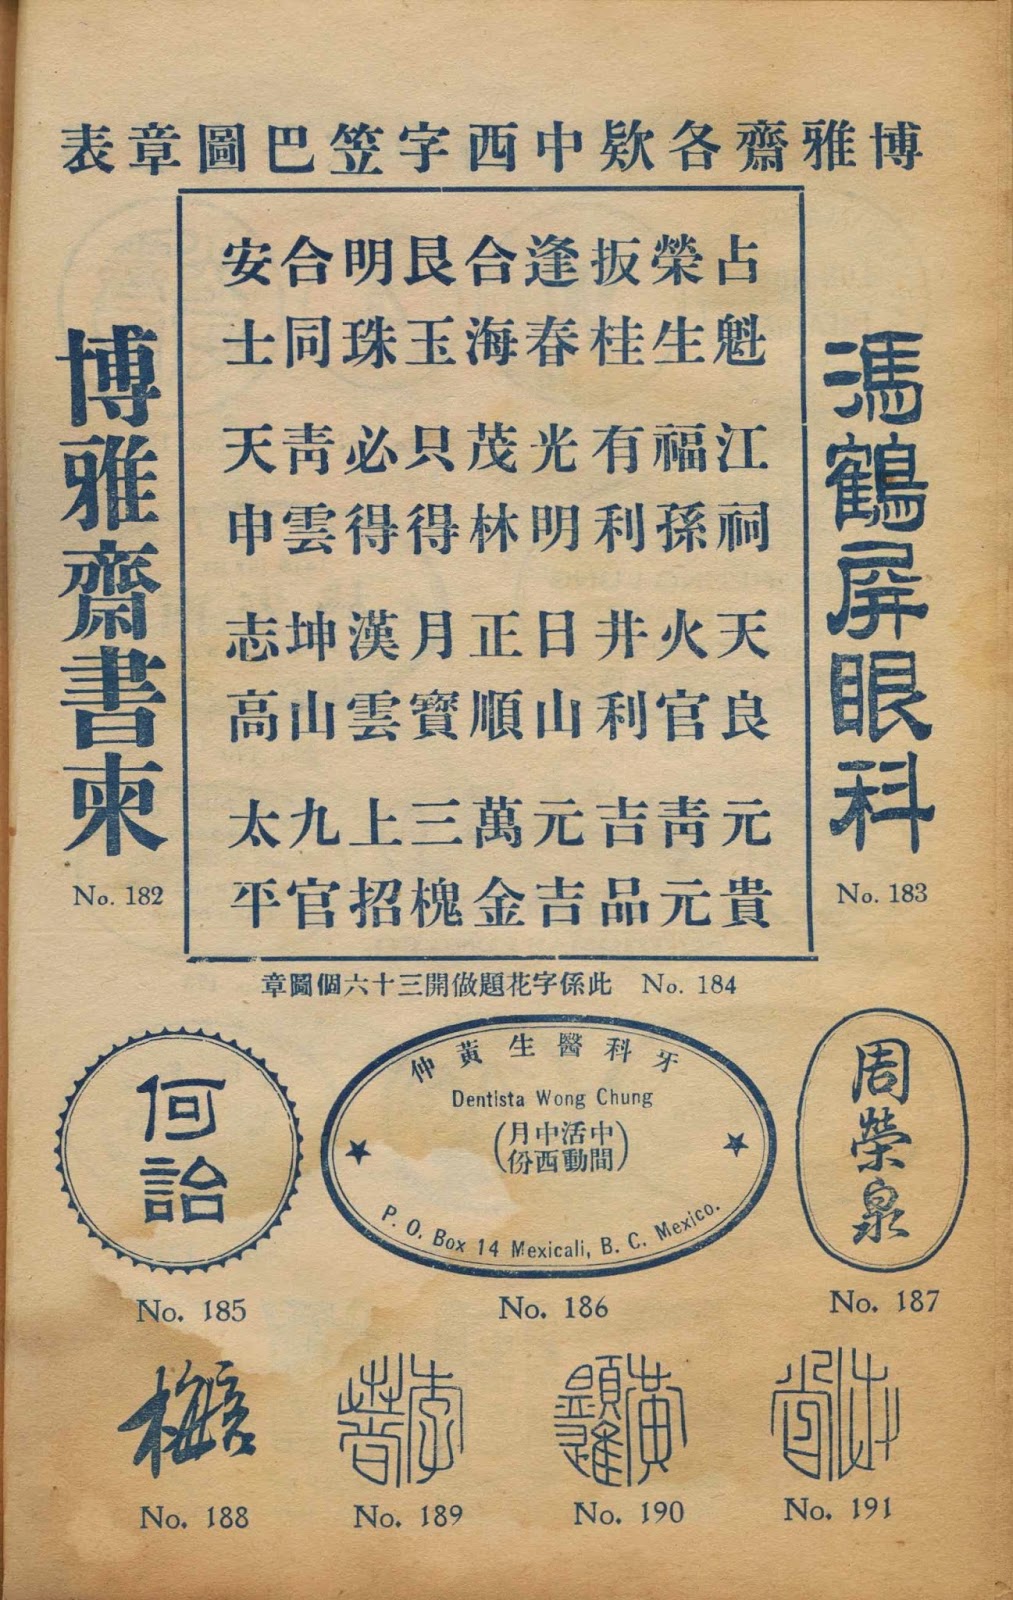 博雅齋各欵中西字笠巴圖章表
馮鶴屏眼科
No. 183
占魁 榮生 扳桂 逢春 合海 艮玉 明珠 合同 安士
江祠 福孫 有利 光明 茂林 只得 必得 青雲 天申
天良 火官 井利 日山 正順 月寶 漢雲 坤山 志高
元貴 青元 吉品 元吉 萬金 三槐 上招 九官 太平
博雅齋書柬
No. 182
此係字花題做開三十六個圖章 No. 184
何詒
No. 185
牙科醫生黃仲
Dentista Wong Chung
(中間活動中西月份)
P. O. Box 14 Mexicali, B. C. Mexico.
No. 186
周榮泉
No. 187
No. 188
No. 189
No. 190
No. 191